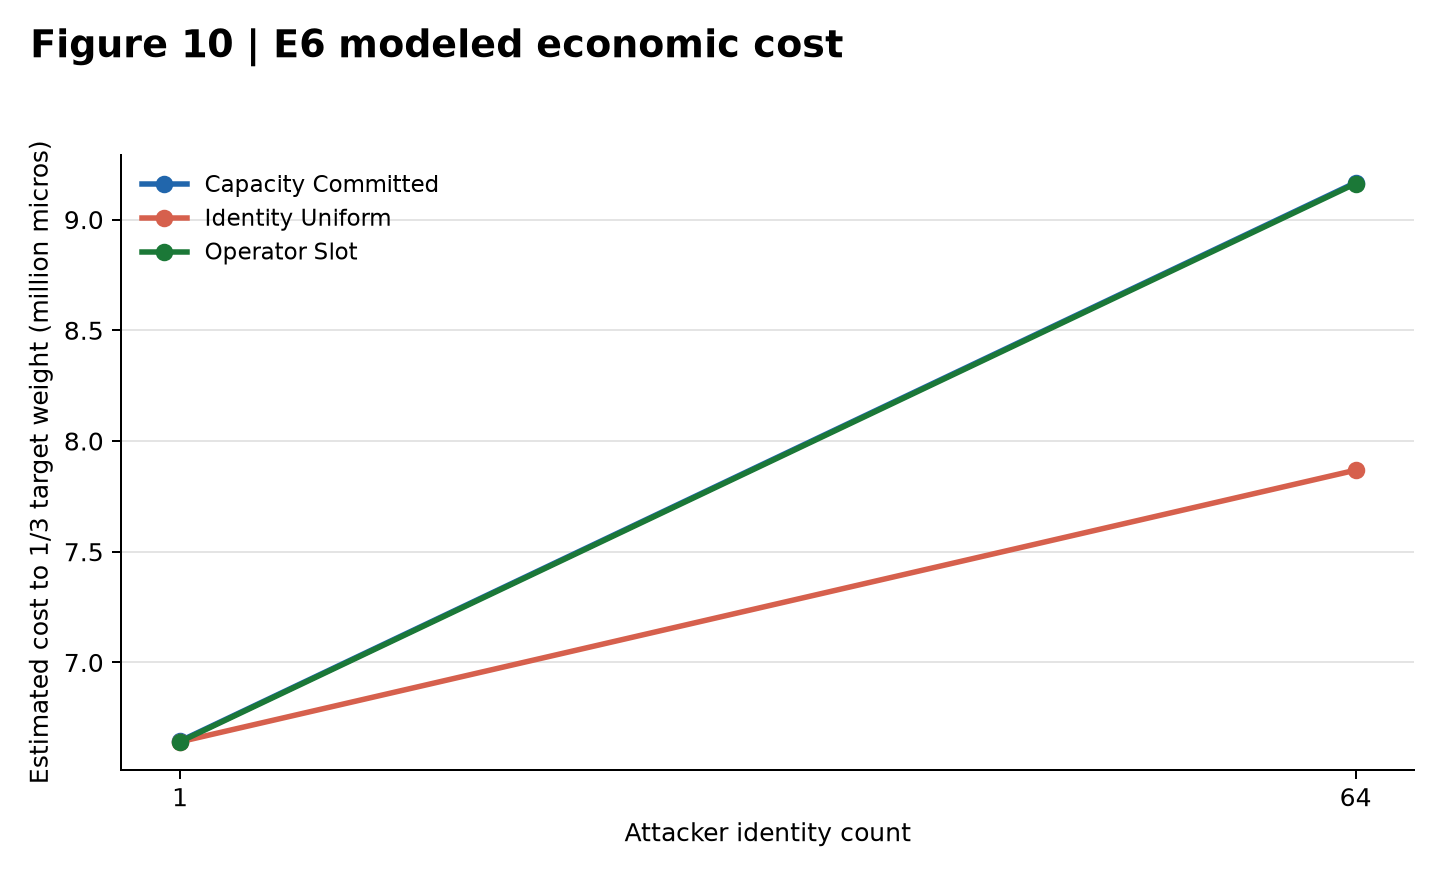 Figure 10 | E6 modeled economic cost
Estimated cost to 1/3 target weight (million micros)
Capacity Committed
Identity Uniform
Operator Slot
9.0
8.5
8.0
7.5
7.0
1
64
Attacker identity count